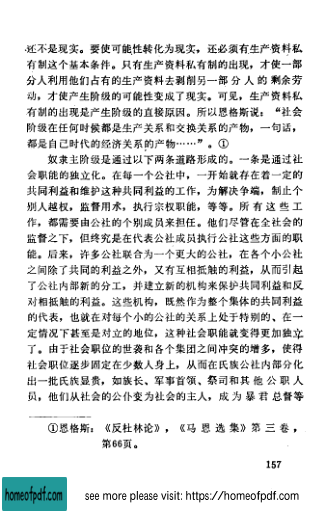 还不是现实。要使可能性转化为现实，还必须有生产资料私
有制这个基本条件。只有生产资料私有制的出现，才使一部
分人利用他们占有的生产资料去剥削另一部分人的剩余劳
动，才使产生阶级的可能性变成了现实。可见，生产资料私
有制的出现是产生阶级的直接原因。所以恩格斯说：“社会
阶级在任何时候都是生产关系和交换关系的产物，一句话，
都是自己时代的经济关系的产物……”。①
奴隶主阶级是通过以下两条道路形成的。一条是通过社
会职能的独立化。在每一个公社中，一开始就存在着一定的
共同利益和维护这种共同利益的工作，为解决争端，制止个
别人越权，监督用水，执行宗权职能，等等。所有这些工
作，都需要由公社的个别成员来担任。他们尽管在全社会的
监督之下，但终究是在代表公社成员执行公社这些方面的职
能。后来，许多公社联合为一个更大的公社，在各个小公社
之间除了共同的利益之外，又有互相抵触的利益，从而引起
了公社内部新的分工，并建立新的机构来保护共同利益和反
对相抵触的利益。这些机构，既然作为整个集体的共同利益
的代表，也就在对每个小的公社的关系上处于特别的、在一
定情况下甚至是对立的地位，这种社会职能就变得更加独立
了。由于社会职位的世袭和各个集团之间冲突的增多，使得
社会职位逐步固定在少数人身上，从而在氏族公社内部分化
出一批氏族显贵，如族长、军事首领、祭司和其他公职人
员，他们从社会的公仆变为社会的主人，成为暴君总督等
①恩格斯：《反杜林论》，《马恩选集》第三卷，
第66页。
157
homeofpdf.com
see more please visit: https://homeofpdf.com